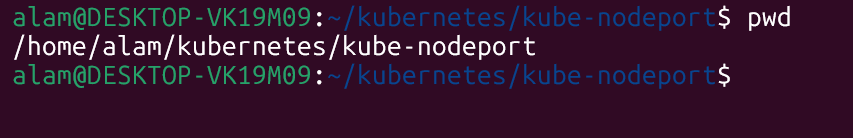 alam@DESKTOP-VK19M09:~/kubernetes/kube-nodeport$ pwd
/home/alam/kubernetes/kube-nodeport
alam@DESKTOP-VK19M09:~/kubernetes/kube-nodeport$